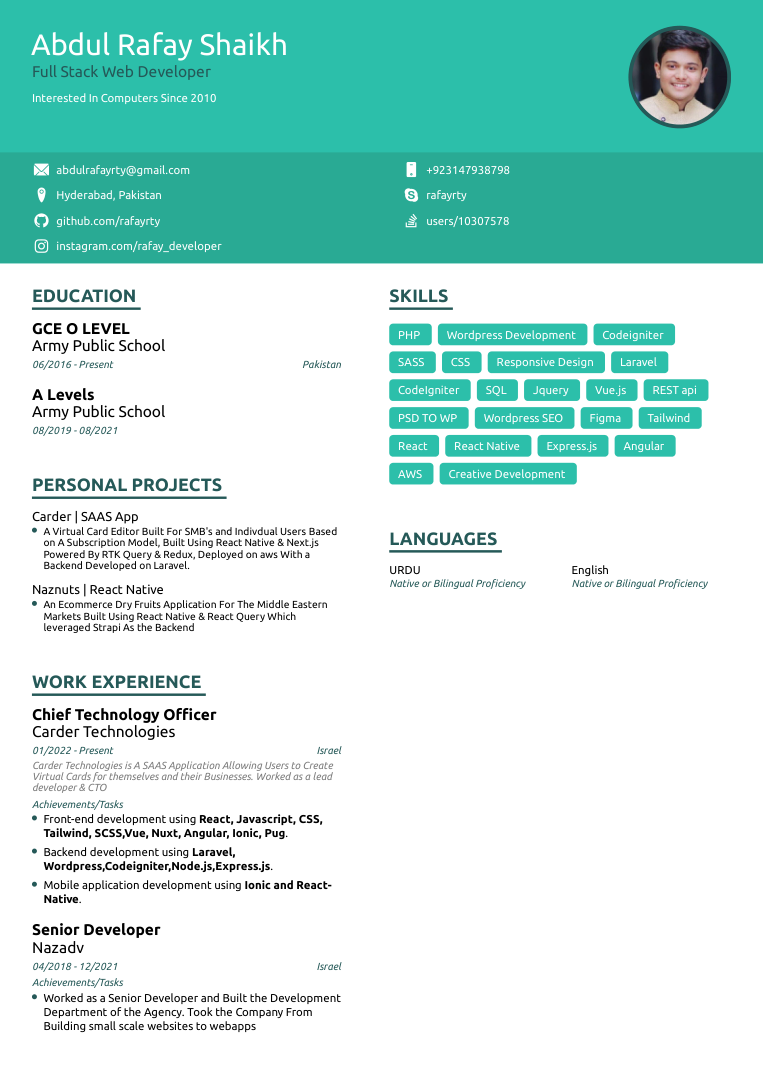 Abdul Rafay Shaikh
Full Stack Web Developer
Interested In Computers Since 2010
abdulrafayrty@gmail.com
+923147938798
Hyderabad, Pakistan
rafayrty
github.com/rafayrty
users/10307578
instagram.com/rafay_developer
EDUCATION
GCE O LEVEL
Army Public School
06/2016 - Present
Pakistan
A Levels
Army Public School
08/2019 - 08/2021
PERSONAL PROJECTS
Carder | SAAS App
A Virtual Card Editor Built For SMB's and Indivdual Users Based
on A Subscription Model, Built Using React Native & Next.js
Powered By RTK Query & Redux, Deployed on aws With a
Backend Developed on Laravel.
Naznuts | React Native
An Ecommerce Dry Fruits Application For The Middle Eastern
Markets Built Using React Native & React Query Which
leveraged Strapi As the Backend
WORK EXPERIENCE
Chief Technology Officer
Carder Technologies
01/2022 - Present
Israel
Carder Technologies is A SAAS Application Allowing Users to Create
Virtual Cards for themselves and their Businesses. Worked as a lead
developer & CTO
Achievements/Tasks
Front-end development using React, Javascript, CSS,
Tailwind, SCSS,Vue, Nuxt, Angular, Ionic, Pug.
Backend development using Laravel,
Wordpress,Codeigniter,Node.js,Express.js.
Mobile application development using Ionic and React-
Native.
Senior Developer
Nazadv
04/2018 - 12/2021
Israel
Achievements/Tasks
Worked as a Senior Developer and Built the Development
Department of the Agency. Took the Company From
Building small scale websites to webapps
SKILLS
PHP Wordpress Development Codeigniter
SASS CSS Responsive Design Laravel
CodeIgniter SQL Jquery Vue.js REST api
PSD TO WP Wordpress SEO Figma Tailwind
React React Native Express.js Angular
AWS Creative Development
LANGUAGES
URDU
Native or Bilingual Proficiency
English
Native or Bilingual Proficiency